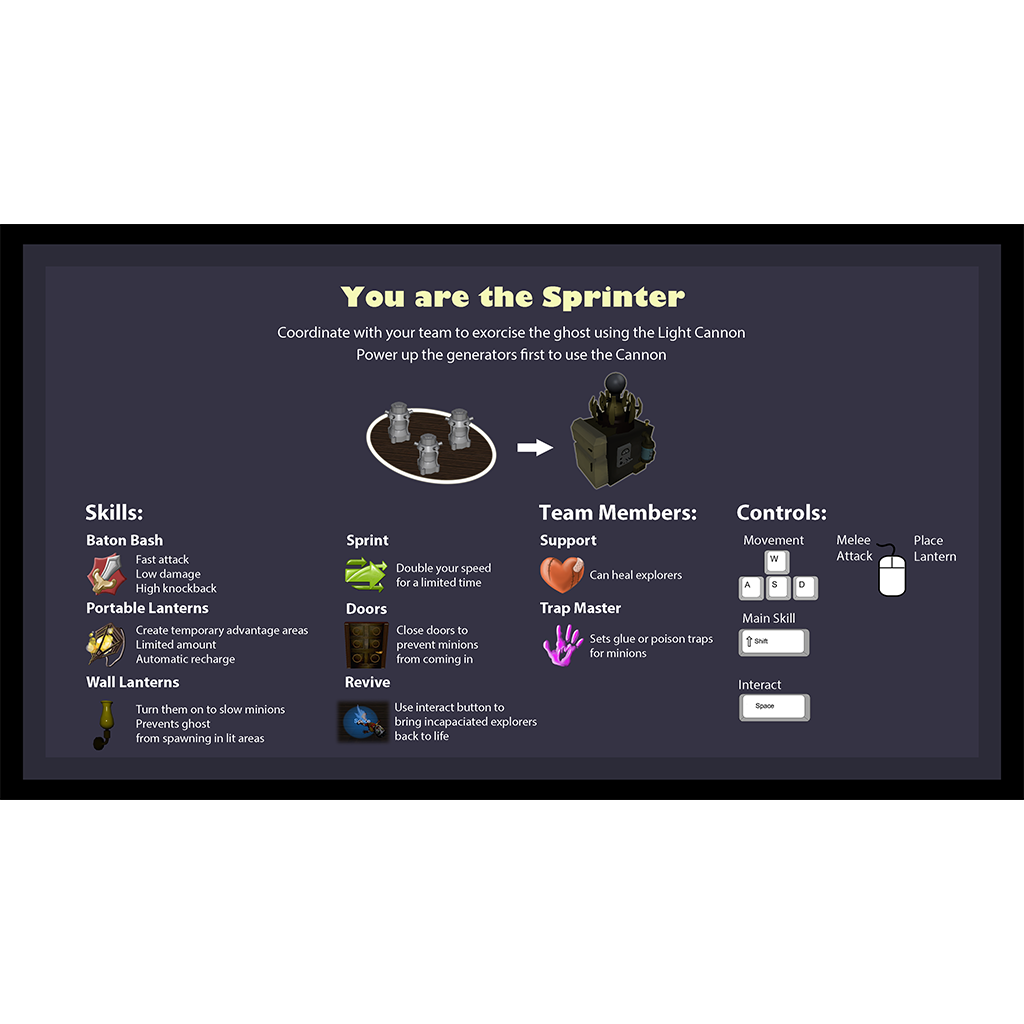 You are the Sprinter
Coordinate with your team to exorcise the ghost using the Light Cannon
Power up the generators first to use the Cannon
Skills:
Baton Bash
Fast attack
Low damage
High knockback
Portable Lanterns
Create temporary advantage areas
Limited amount
Automatic recharge
Wall Lanterns
Turn them on to slow minions
Prevents ghost
from spawning in lit areas
Sprint
Double your speed
for a limited time
Doors
Close doors to
prevent minions
from coming in
Revive
Space
Use interact button to
bring incapaciated explorers
back to life
Team Members:
Support
Can heal explorers
Trap Master
Sets glue or poison traps
for minions
Controls:
Movement
W
A S D
Main Skill
Shift
Interact
Space
Melee
Attack
Place
Lantern